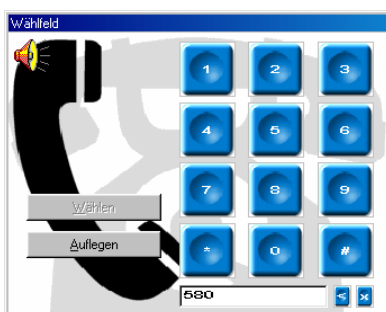 Wählfeld
1 2 3
4 5 6
7 8 9
Wählen
Auflegen
* 0 #
580 < x